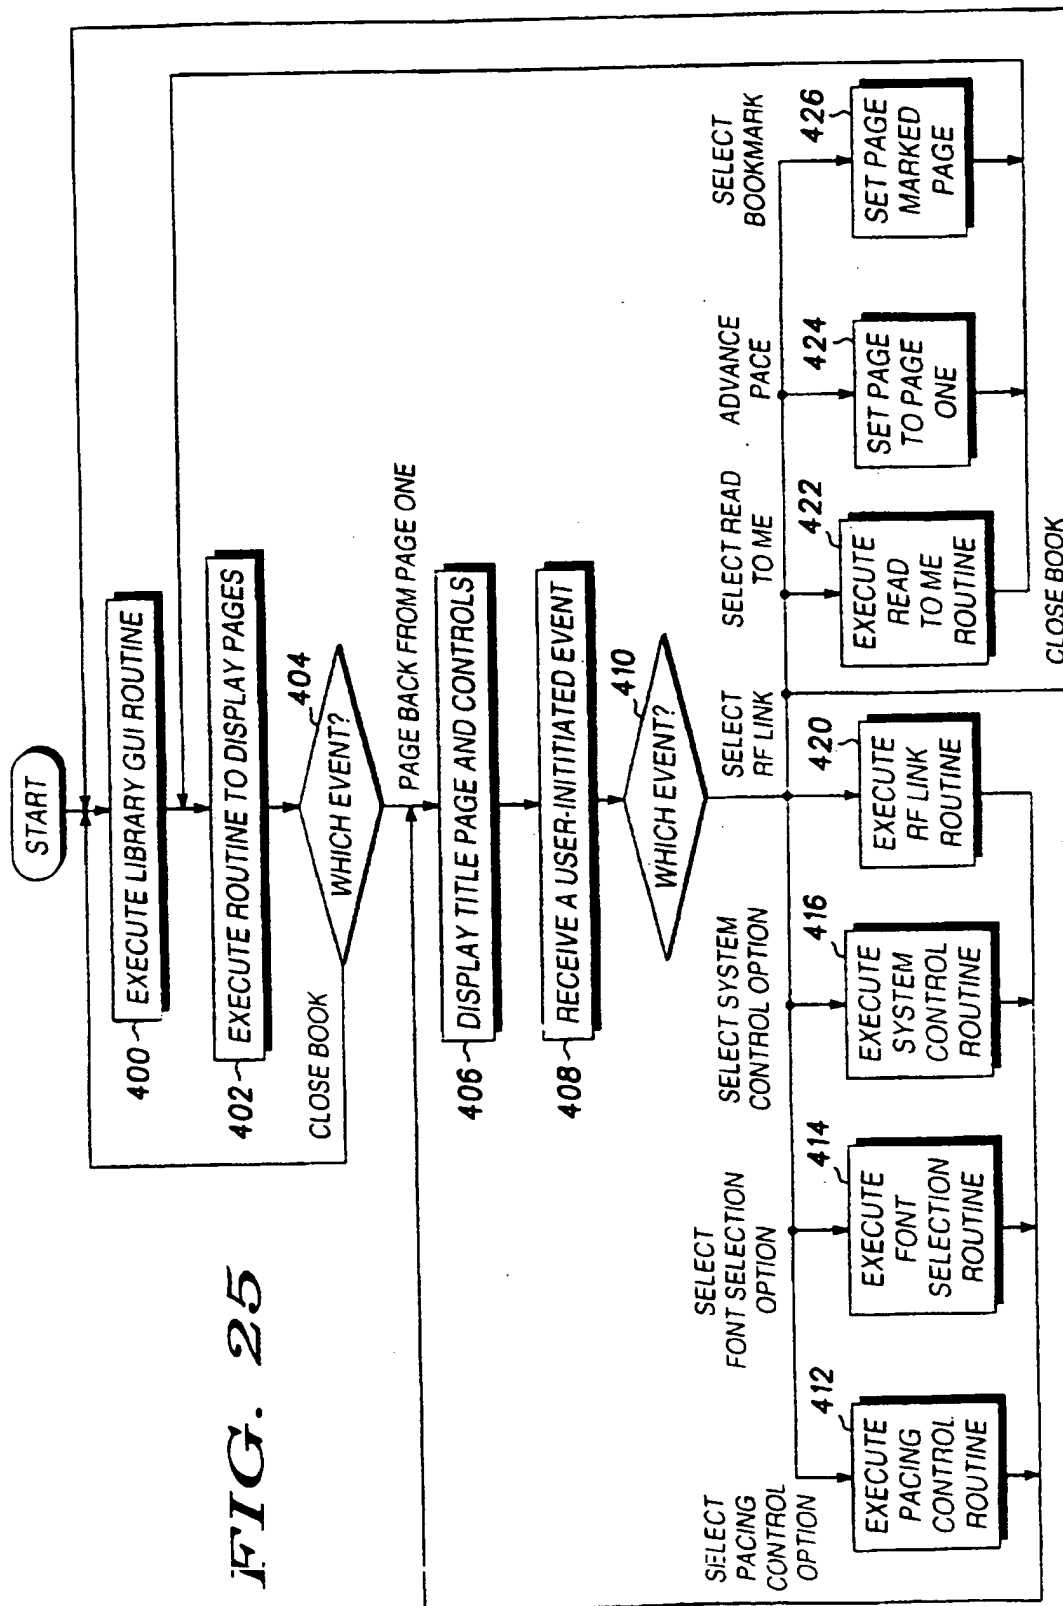 FIG. 25
START
400
EXECUTE LIBRARY GUI ROUTINE
402
EXECUTE ROUTINE TO DISPLAY PAGES
404
WHICH EVENT?
CLOSE BOOK
PAGE BACK FROM PAGE ONE
406
DISPLAY TITLE PAGE AND CONTROLS
408
RECEIVE A USER-INITITIATED EVENT
410
WHICH EVENT?
SELECT
PACING
CONTROL
OPTION
412
EXECUTE
PACING
CONTROL
ROUTINE
SELECT
FONT SELECTION
OPTION
414
EXECUTE
FONT
SELECTION
ROUTINE
SELECT SYSTEM
CONTROL OPTION
416
EXECUTE
SYSTEM
CONTROL
ROUTINE
SELECT
RF LINK
420
EXECUTE
RF LINK
ROUTINE
SELECT READ
TO ME
422
EXECUTE
READ
TO ME
ROUTINE
ADVANCE
PACE
424
SET PAGE
TO PAGE
ONE
SELECT
BOOKMARK
426
SET PAGE
MARKED
PAGE
CLOSE BOOK